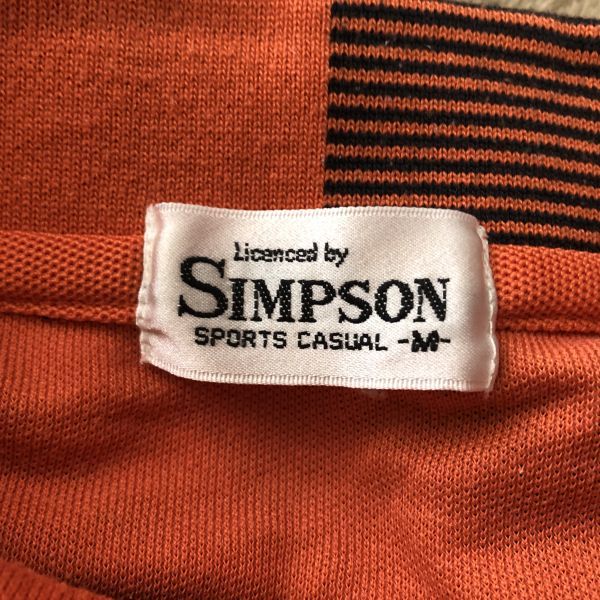 Licenced by
SIMPSON
SPORTS CASUAL -M-